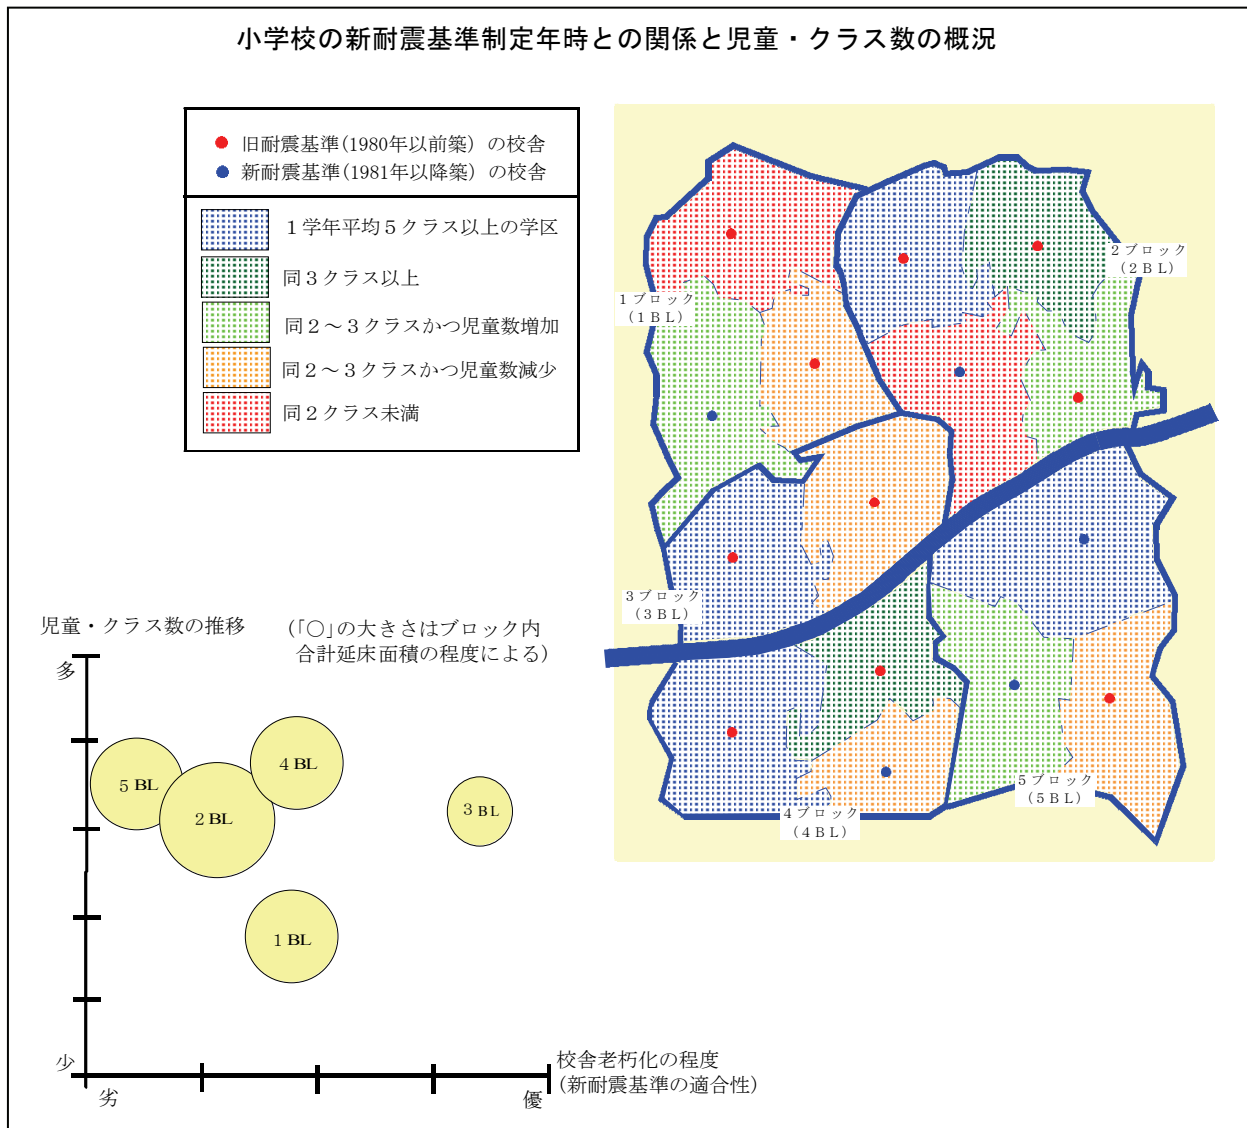 小学校の新耐震基準制定年時との関係と児童・クラス数の概況
旧耐震基準(1980年以前築）の校舎
新耐震基準(1981年以降築）の校舎
１学年平均５クラス以上の学区
同３クラス以上
同２～３クラスかつ児童数増加
同２～３クラスかつ児童数減少
同２クラス未満
１ブロック
(１ＢＬ)
２ブロック
(２ＢＬ)
３ブロック
(３ＢＬ)
４ブロック
(４ＢＬ)
５ブロック
(５ＢＬ)
児童・クラス数の推移
（｢○｣の大きさはブロック内
合計延床面積の程度による）
多
５BL
２BL
４BL
３BL
１BL
少
劣
優
校舎老朽化の程度
(新耐震基準の適合性)